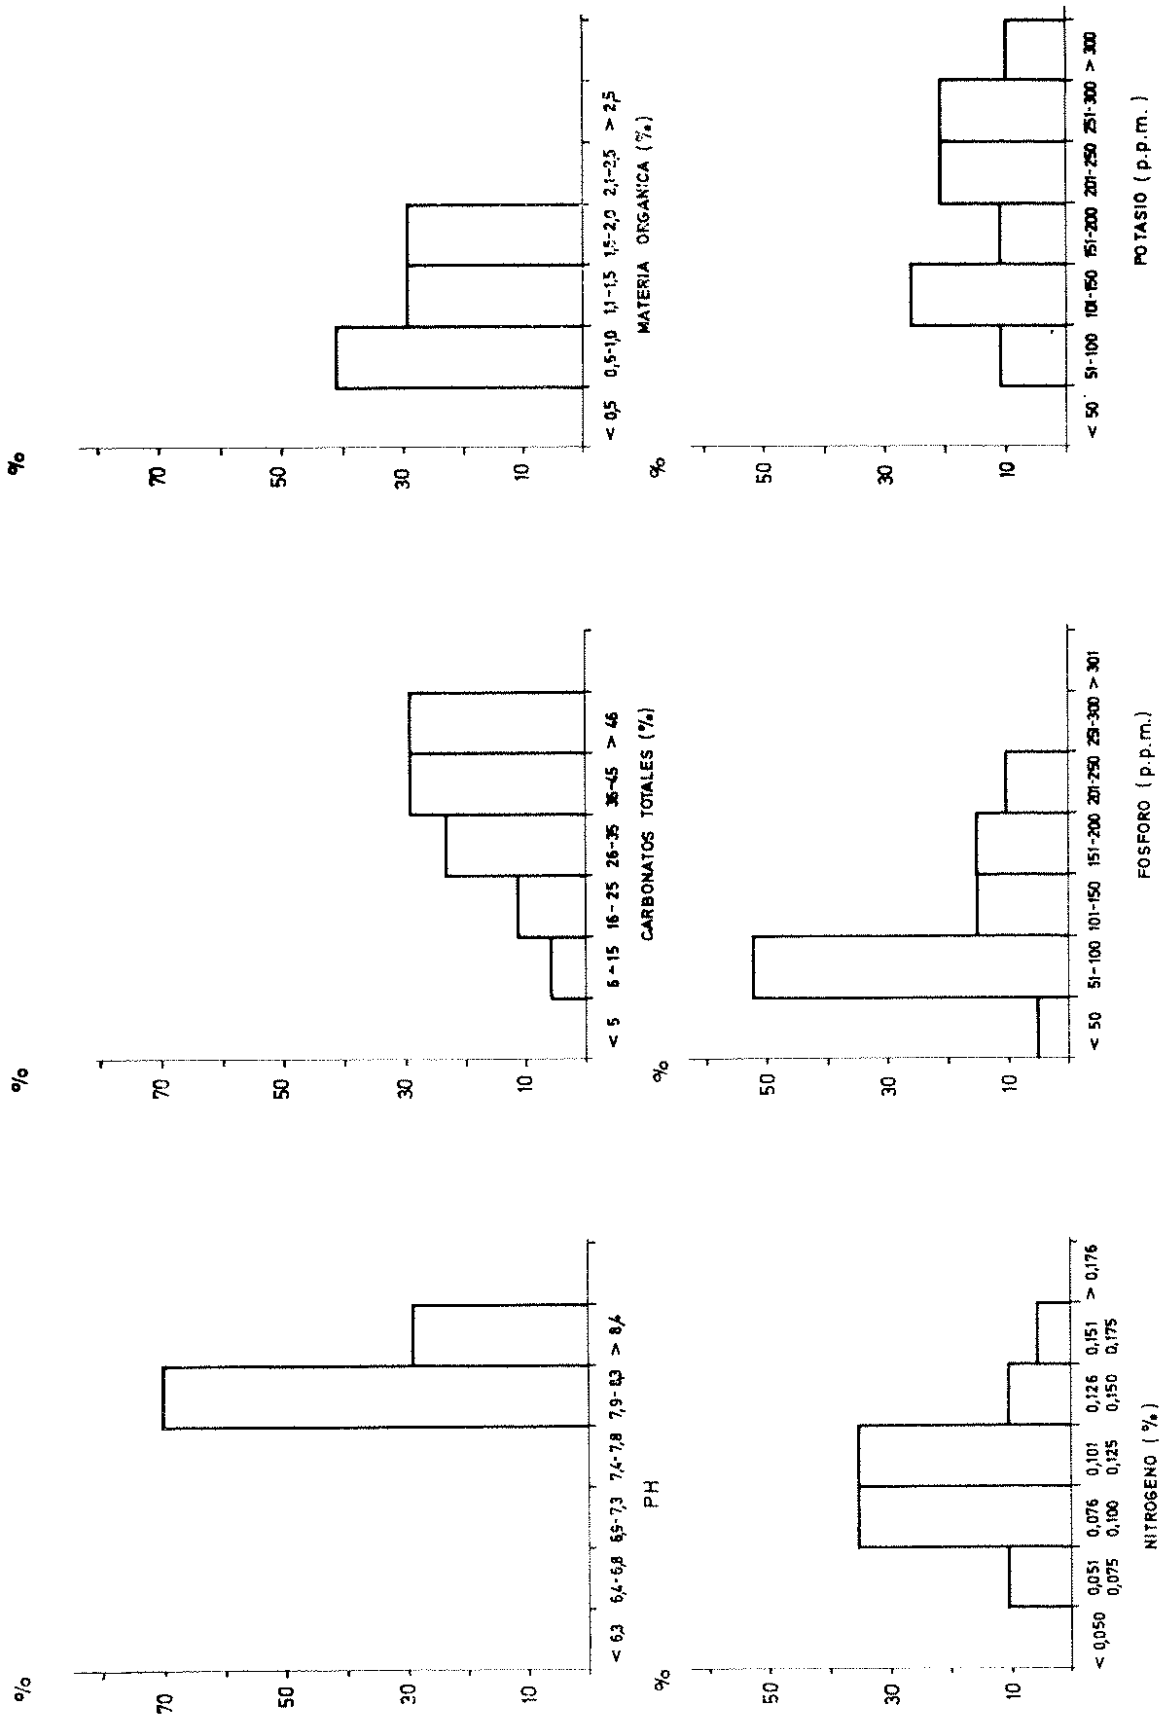 %
70
50
30
10
< 6,3 6,4-6,8 6,9-7,3 7,4-7,8 7,9-8,3 > 8,4
PH
%
70
50
30
10
< 5 6-15 16-25 26-35 36-45 > 46
CARBONATOS TOTALES (%)
%
70
50
30
10
< 0,5 0,6-1,0 1,1-1,5 1,6-2,0 2,1-2,5 > 2,5
MATERIA ORGANICA (%)
%
50
30
10
< 0,050 0,051 0,076 0,101 0,126 0,151 > 0,176
0,075 0,100 0,125 0,150 0,175
NITROGENO (%)
%
50
30
10
< 50 51-100 101-150 151-200 201-250 251-300 > 301
FOSFORO (p.p.m.)
%
50
30
10
< 50 51-100 101-150 151-200 201-250 251-300 > 300
POTASIO (p.p.m.)